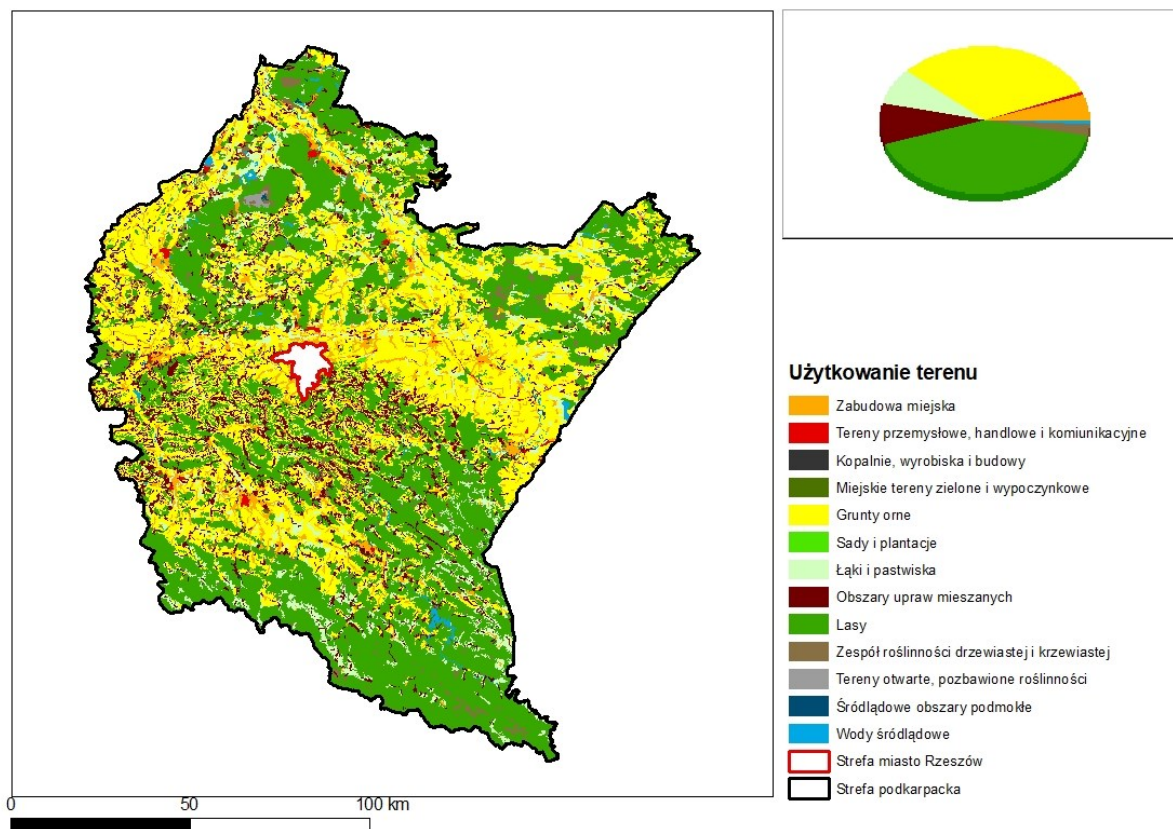 Użytkowanie terenu
Zabudowa miejska
Tereny przemysłowe, handlowe i komiunikacyjne
Kopalnie, wyrobiska i budowy
Miejskie tereny zielone i wypoczynkowe
Grunty orne
Sady i plantacje
Łąki i pastwiska
Obszary upraw mieszanych
Lasy
Zespół roślinności drzewiastej i krzewiastej
Tereny otwarte, pozbawione roślinności
Śródlądowe obszary podmokłe
Wody śródlądowe
Strefa miasto Rzeszów
Strefa podkarpacka
0 50 100 km